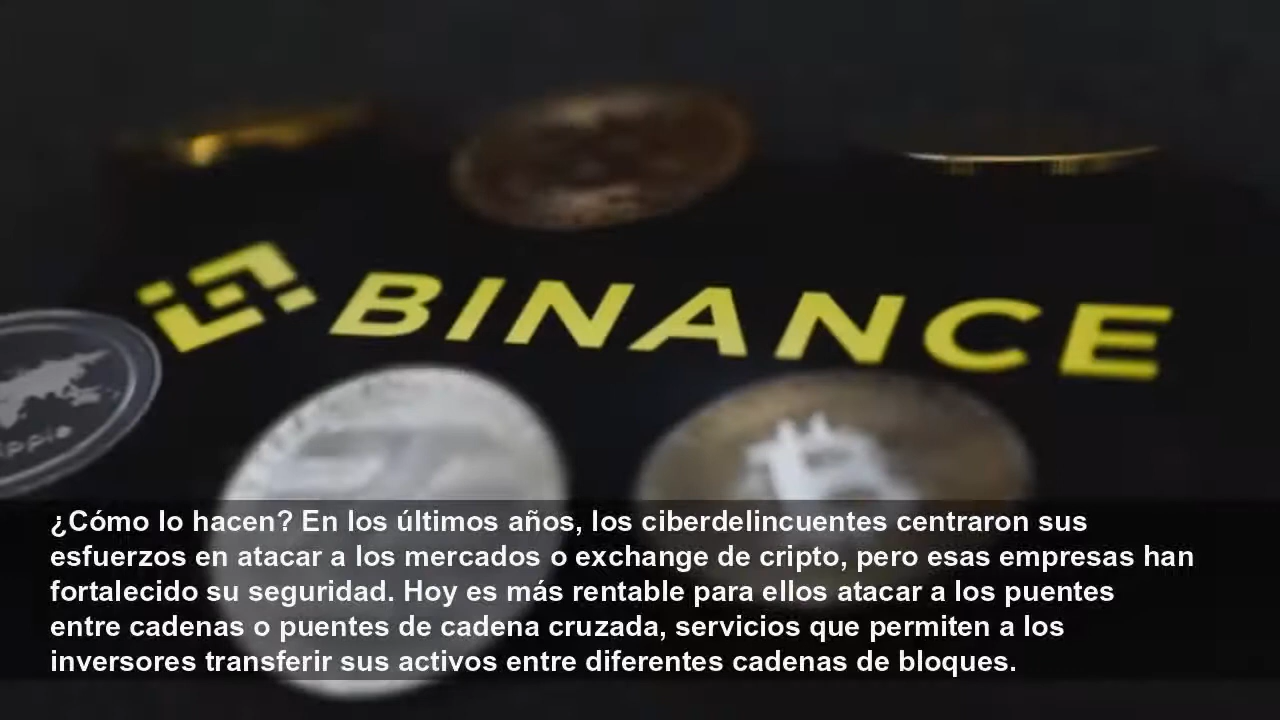 BINANCE
ipple
¿Cómo lo hacen? En los últimos años, los ciberdelincuentes centraron sus
esfuerzos en atacar a los mercados o exchange de cripto, pero esas empresas han
fortalecido su seguridad. Hoy es más rentable para ellos atacar a los puentes
entre cadenas o puentes de cadena cruzada, servicios que permiten a los
inversores transferir sus activos entre diferentes cadenas de bloques.